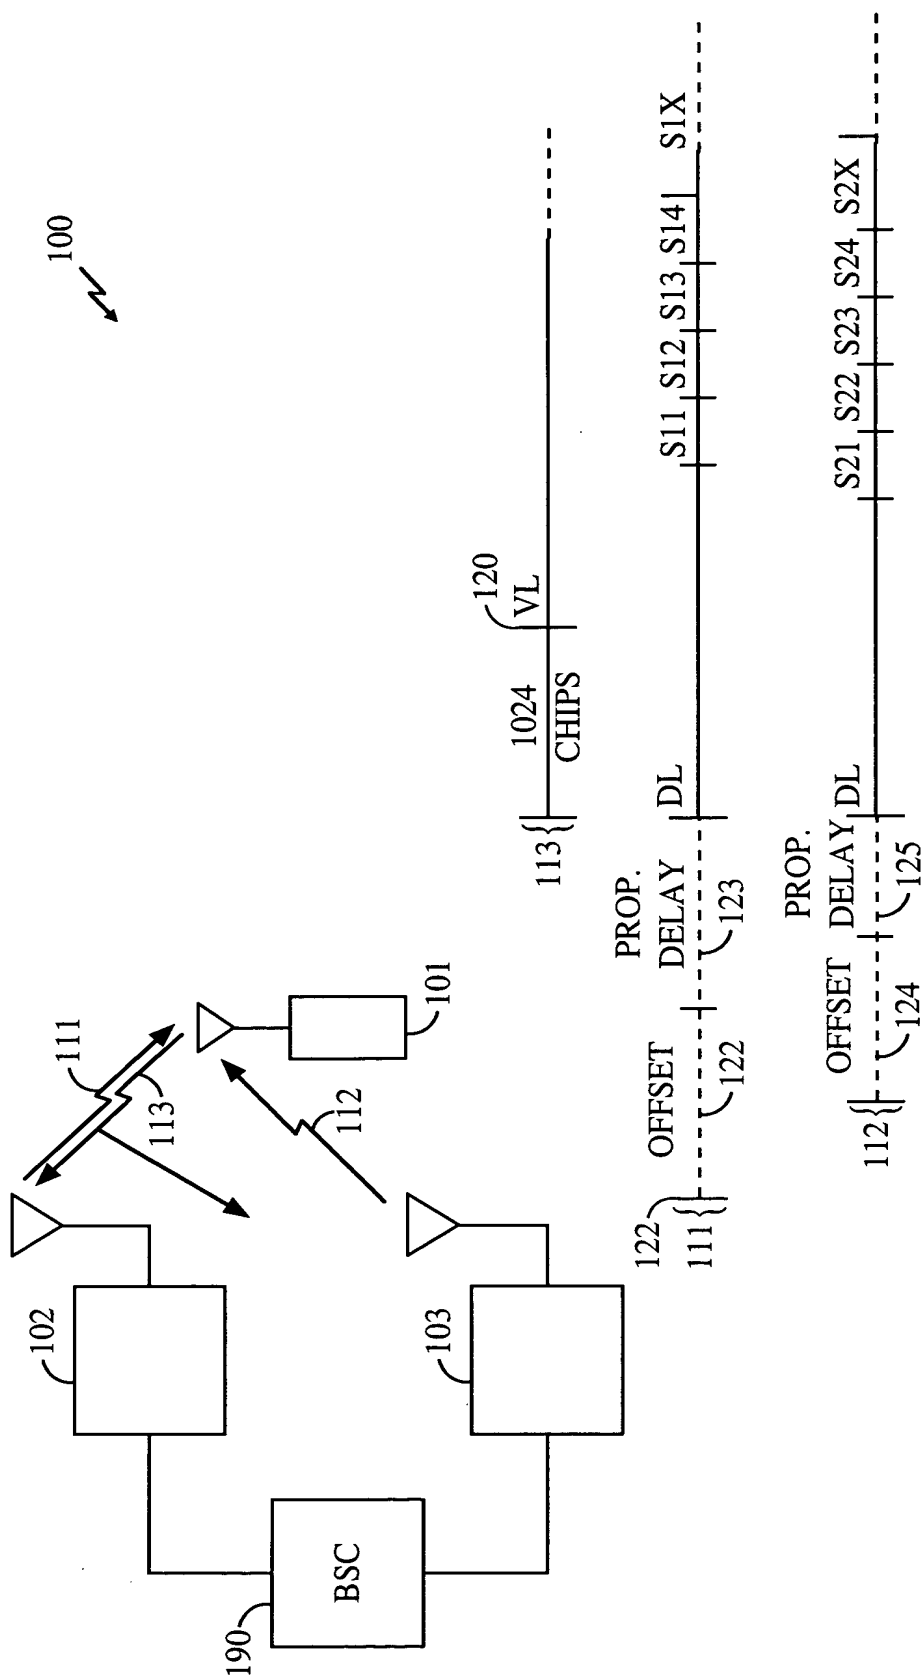 100
102
111
113
190
BSC
101
103
112
120
1024
VL
113
CHIPS
PROP.
OFFSET
DELAY
DL
S11
S12
S13
S14
S1X
122
111
122
123
PROP.
OFFSET
DELAY
DL
S21
S22
S23
S24
S2X
112
124
125